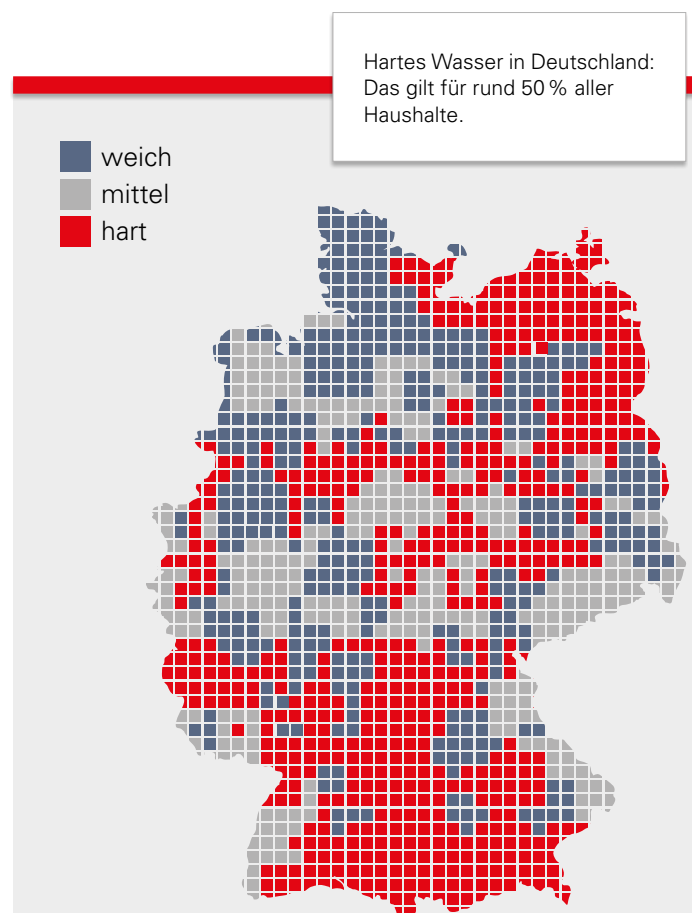 Hartes Wasser in Deutschland:
Das gilt für rund 50 % aller
Haushalte.
weich
mittel
hart